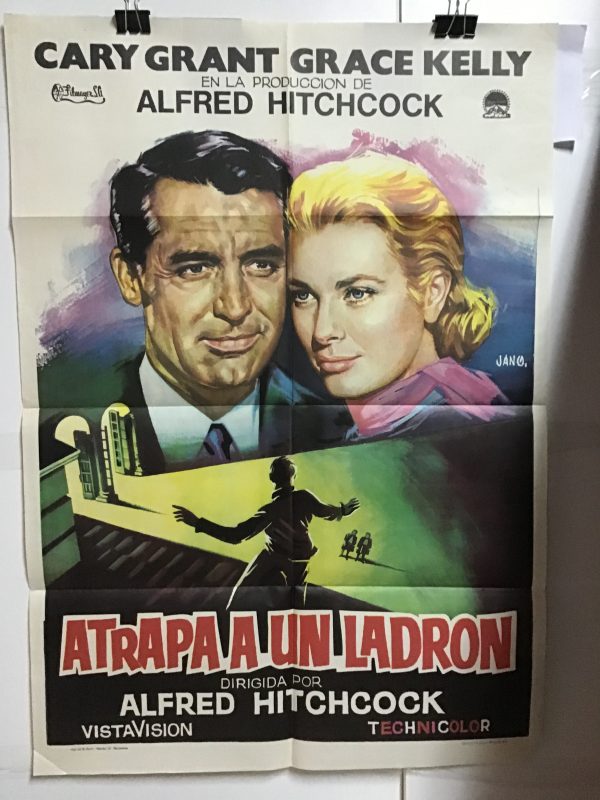 CARY GRANT GRACE KELLY
EN LA PRODUCCION DE
ALFRED HITCHCOCK
JANO.
ATRAPA A UN LADRON
DIRIGIDA POR
ALFRED HITCHCOCK
VISTAVISION
TECHNICOLOR